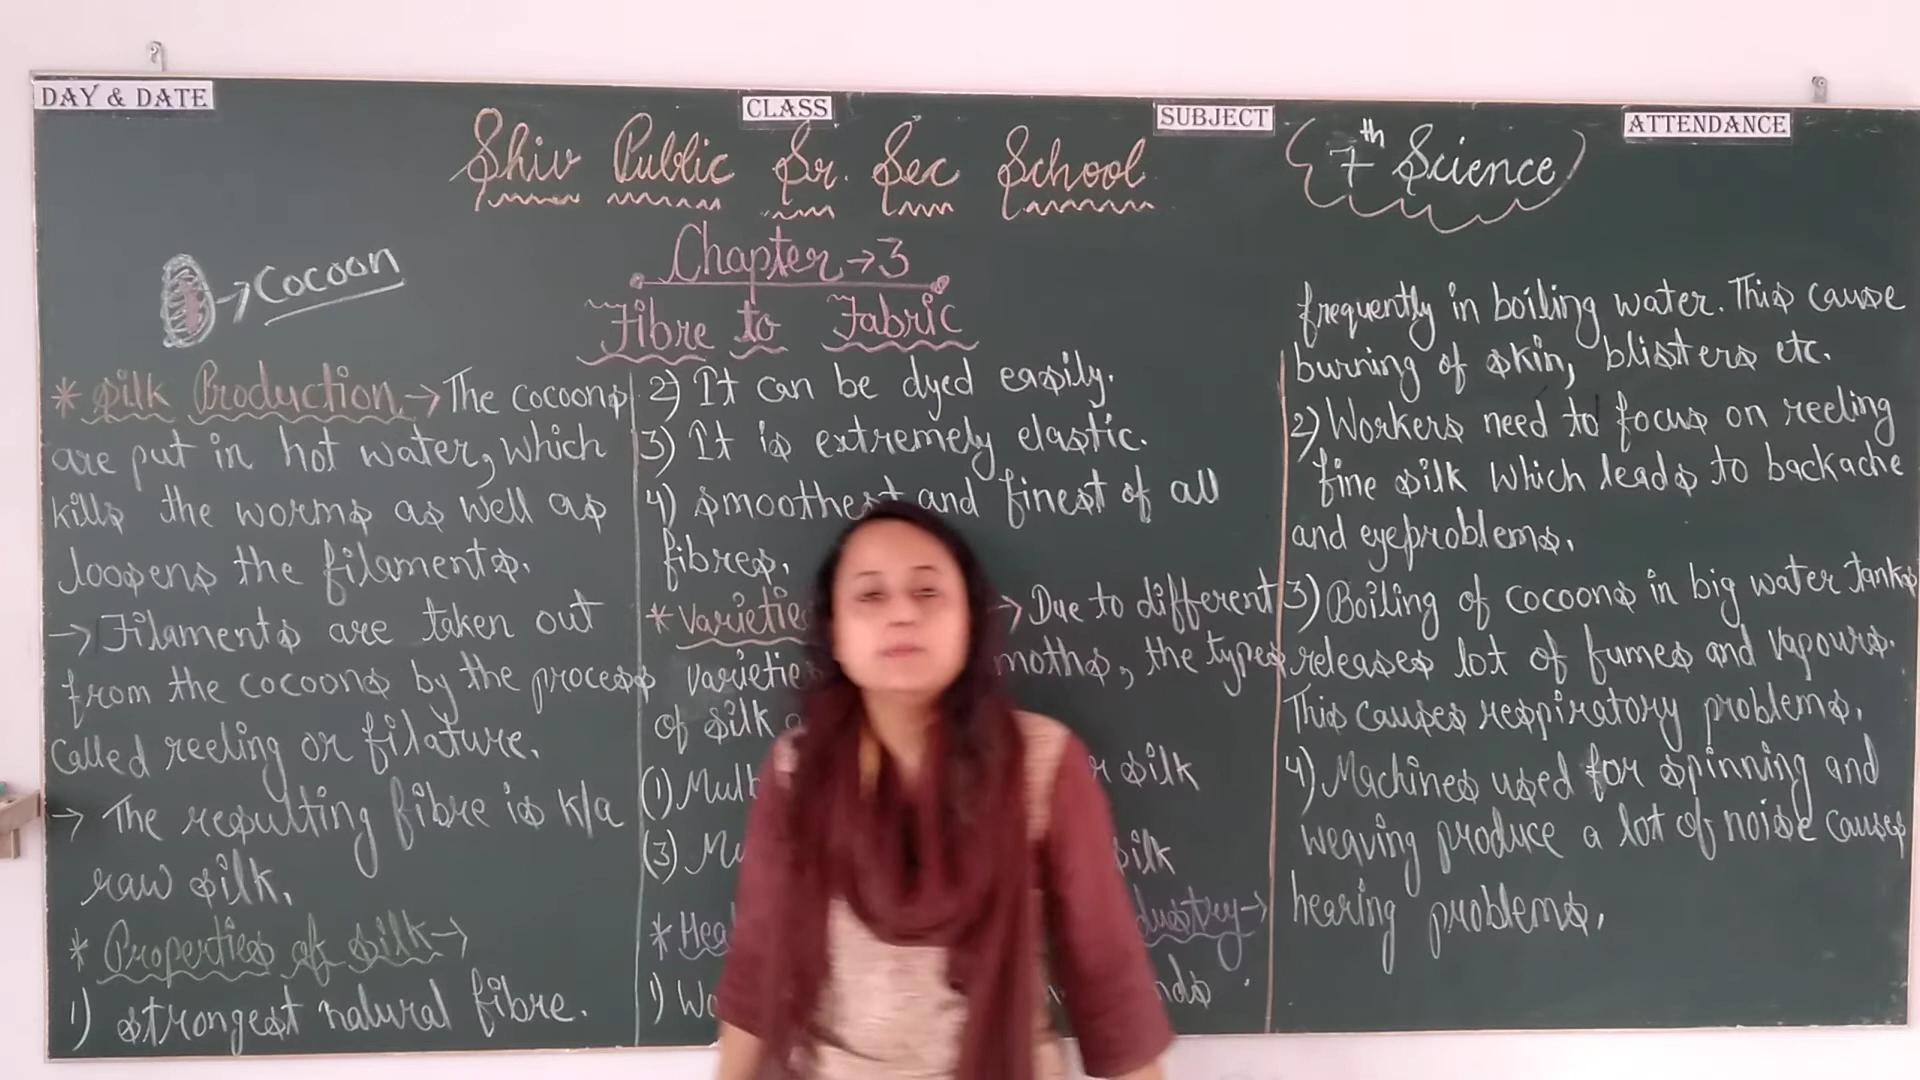 DAY & DATE
CLASS
SUBJECT
ATTENDANCE
Shiv Public Sr. Sec School
7th Science
Chapter → 3
Fibre to Fabric
→ Cocoon
* Silk Production → The cocoons
are put in hot water, which
kills the worms as well as
loosens the filaments.
→ Filaments are taken out
from the cocoons by the process
called reeling or filature.
→ The resulting fibre is k/a
raw silk.
* Properties of silk →
1) strongest natural fibre.
2) It can be dyed easily.
3) It is extremely elastic.
4) smoothest and finest of all
fibres.
* → Due to different
moths, the types
of silk
(1) silk
(3) silk
*
1)
frequently in boiling water. This cause
burning of skin, blisters etc.
2) Workers need to focus on reeling
fine silk which leads to backache
and eyeproblems.
3) Boiling of cocoons in big water tanks
releases lot of fumes and vapours.
This causes respiratory problems.
4) Machines used for spinning and
weaving produce a lot of noise causes
hearing problems.